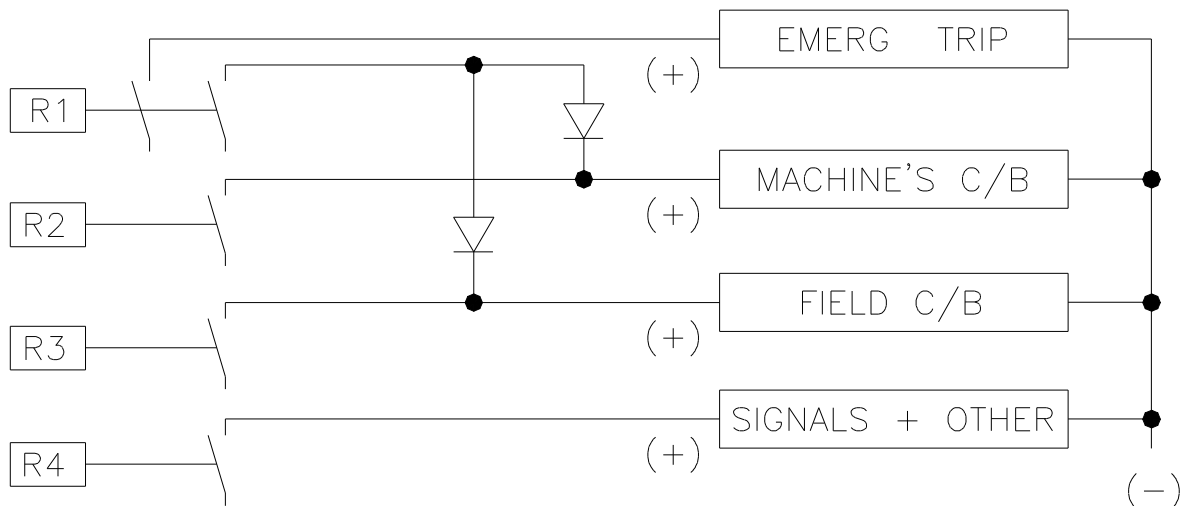 EMERG TRIP
(+)
R1
MACHINE'S C/B
(+)
R2
FIELD C/B
(+)
R3
SIGNALS + OTHER
(+)
R4
(-)